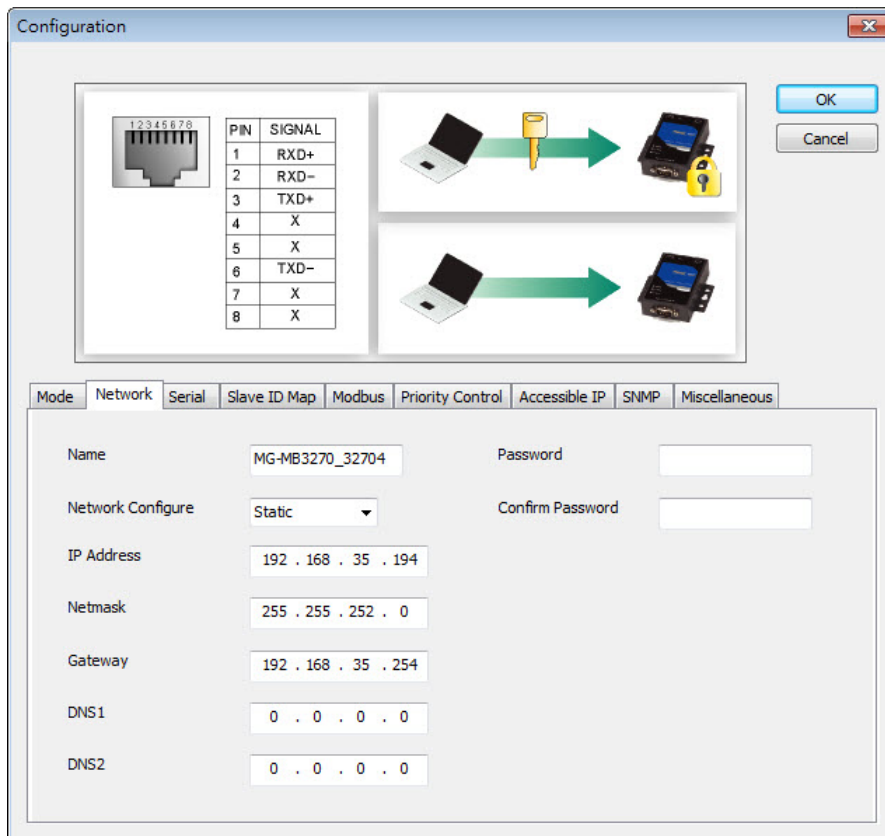 Configuration
OK
Cancel
12345678
PIN SIGNAL
1 RXD+
2 RXD-
3 TXD+
4 X
5 X
6 TXD-
7 X
8 X
Mode Network Serial Slave ID Map Modbus Priority Control Accessible IP SNMP Miscellaneous
Name MG-MB3270_32704 Password
Network Configure Static Confirm Password
IP Address 192 . 168 . 35 . 194
Netmask 255 . 255 . 252 . 0
Gateway 192 . 168 . 35 . 254
DNS1 0 . 0 . 0 . 0
DNS2 0 . 0 . 0 . 0